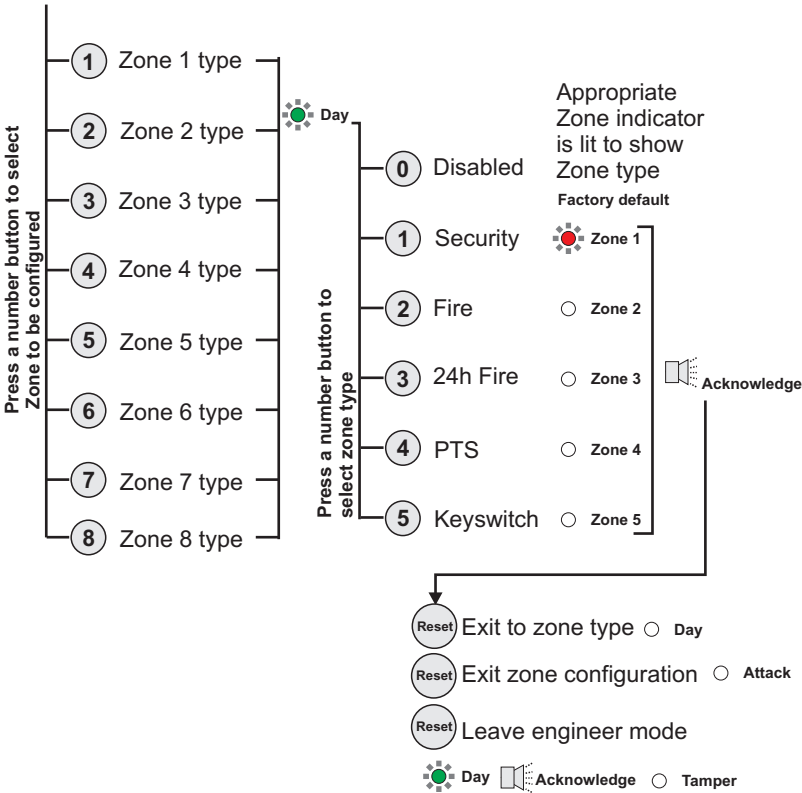 Press a number button to select
Zone to be configured
1 Zone 1 type
2 Zone 2 type
3 Zone 3 type
4 Zone 4 type
5 Zone 5 type
6 Zone 6 type
7 Zone 7 type
8 Zone 8 type
Day
Press a number button to
select zone type
Appropriate
Zone indicator
is lit to show
Zone type
Factory default
0 Disabled
1 Security Zone 1
2 Fire Zone 2
3 24h Fire Zone 3
4 PTS Zone 4
5 Keyswitch Zone 5
Acknowledge
Reset Exit to zone type Day
Reset Exit zone configuration Attack
Reset Leave engineer mode
Day Acknowledge Tamper